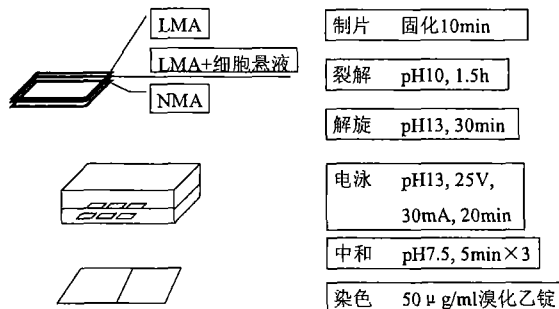 LMA
LMA+细胞悬液
NMA
制片 固化10min
裂解 pH10, 1.5h
解旋 pH13, 30min
电泳 pH13, 25V,
30mA, 20min
中和 pH7.5, 5min×3
染色 50μg/ml溴化乙锭